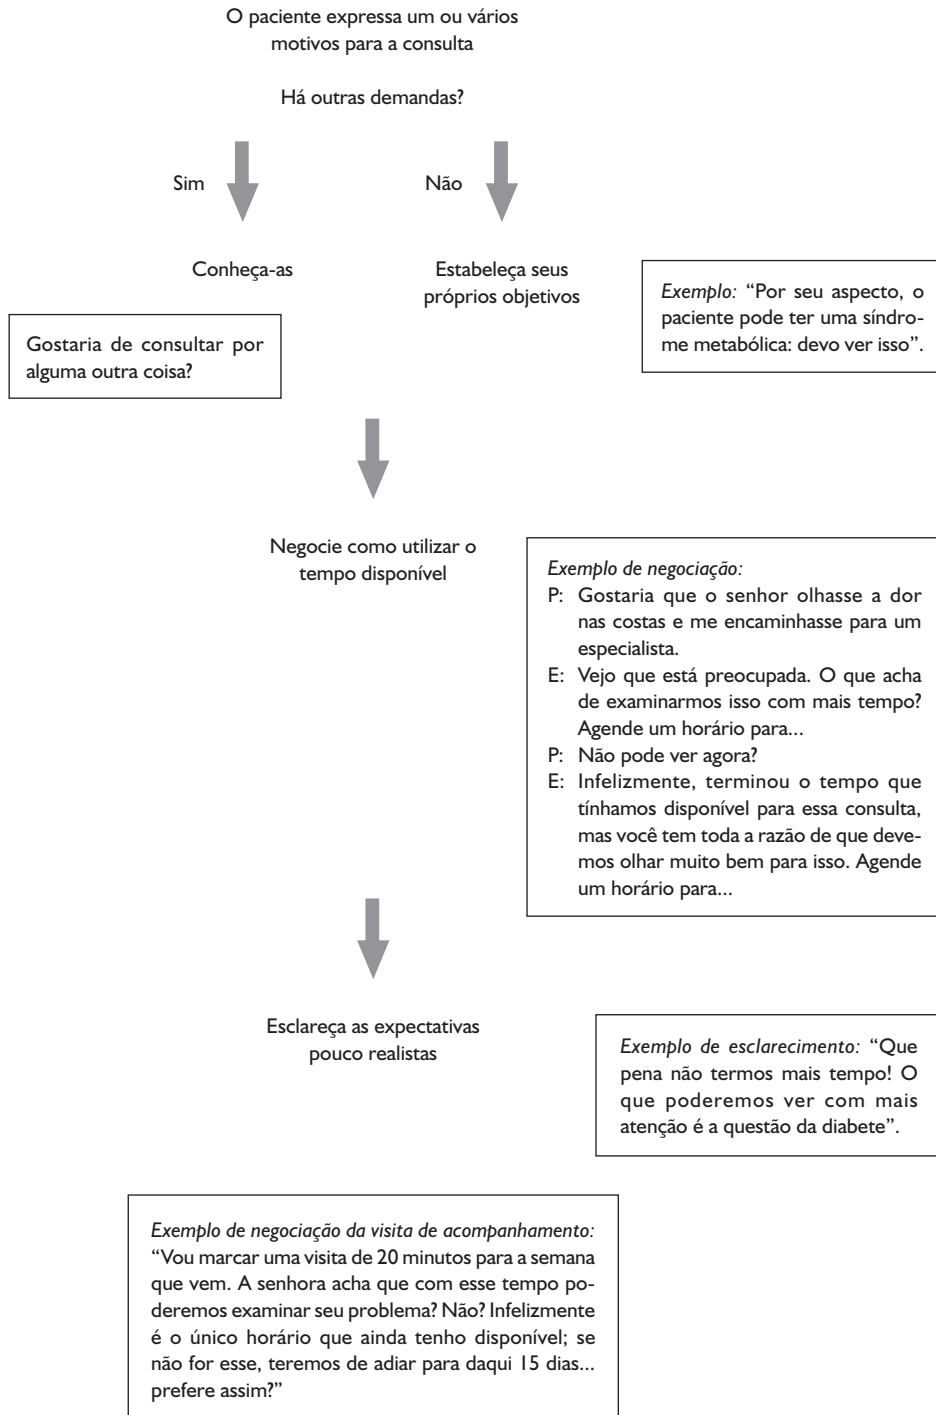 O paciente expressa um ou vários
motivos para a consulta
Há outras demandas?
Sim
Não
Conheça-as
Estabeleça seus
próprios objetivos
Exemplo: “Por seu aspecto, o
paciente pode ter uma síndro-
me metabólica: devo ver isso”.
Gostaria de consultar por
alguma outra coisa?
Negocie como utilizar o
tempo disponível
Exemplo de negociação:
P: Gostaria que o senhor olhasse a dor
nas costas e me encaminhasse para um
especialista.
E: Vejo que está preocupada. O que acha
de examinarmos isso com mais tempo?
Agende um horário para...
P: Não pode ver agora?
E: Infelizmente, terminou o tempo que
tínhamos disponível para essa consulta,
mas você tem toda a razão de que deve-
mos olhar muito bem para isso. Agende
um horário para...
Esclareça as expectativas
pouco realistas
Exemplo de esclarecimento: “Que
pena não termos mais tempo! O
que poderemos ver com mais
atenção é a questão da diabete”.
Exemplo de negociação da visita de acompanhamento:
“Vou marcar uma visita de 20 minutos para a semana
que vem. A senhora acha que com esse tempo po-
deremos examinar seu problema? Não? Infelizmente
é o único horário que ainda tenho disponível; se
não for esse, teremos de adiar para daqui 15 dias...
prefere assim?”